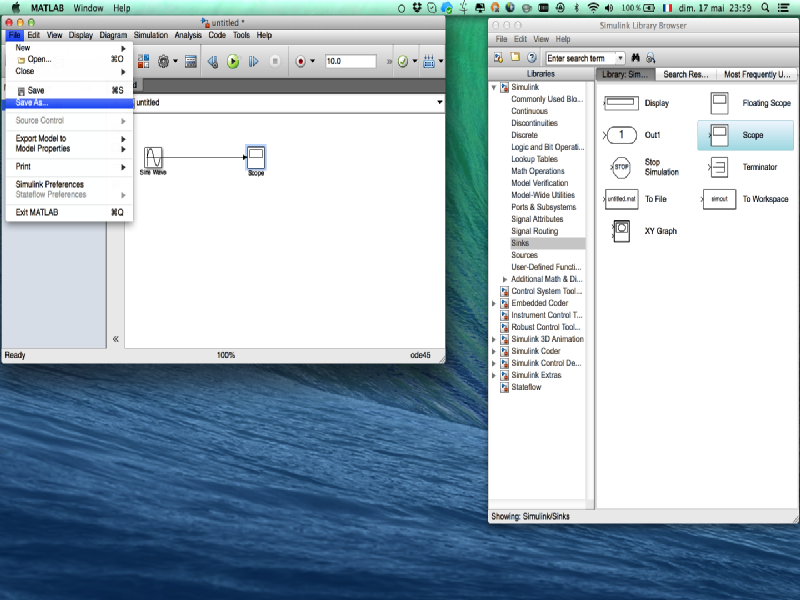 MATLAB Window Help
100% dim. 17 mai 23:59
untitled *
File Edit View Display Diagram Simulation Analysis Code Tools Help
New
Open... ⌘O
Close
Save ⌘S
Save As...
Source Control
Export Model to
Model Properties
Print
Simulink Preferences
Stateflow Preferences
Exit MATLAB ⌘Q
10.0
»
untitled
Sine Wave
Scope
«
Ready 100% ode45
Simulink Library Browser
File Edit View Help
Enter search term
Libraries
Library: Sim... Search Res... Most Frequently U...
Simulink
Commonly Used Blo...
Continuous
Discontinuities
Discrete
Logic and Bit Operati...
Lookup Tables
Math Operations
Model Verification
Model-Wide Utilities
Ports & Subsystems
Signal Attributes
Signal Routing
Sinks
Sources
User-Defined Functi...
Additional Math & Di...
Control System Tool...
Embedded Coder
Instrument Control T...
Robust Control Tool...
Simulink 3D Animation
Simulink Coder
Simulink Control De...
Simulink Extras
Stateflow
Display
Floating Scope
1 Out1
Scope
STOP Stop Simulation
Terminator
untitled.mat To File
simout To Workspace
XY Graph
Showing: Simulink/Sinks